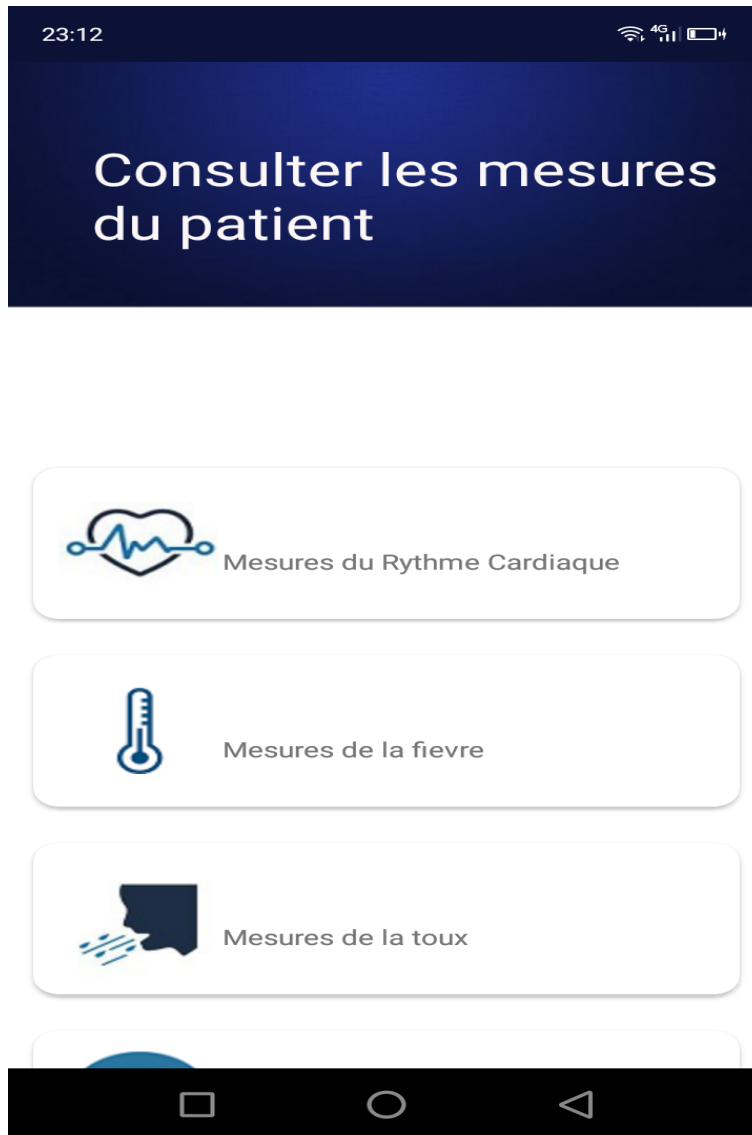 23:12
4G
Consulter les mesures
du patient
Mesures du Rythme Cardiaque
Mesures de la fievre
Mesures de la toux